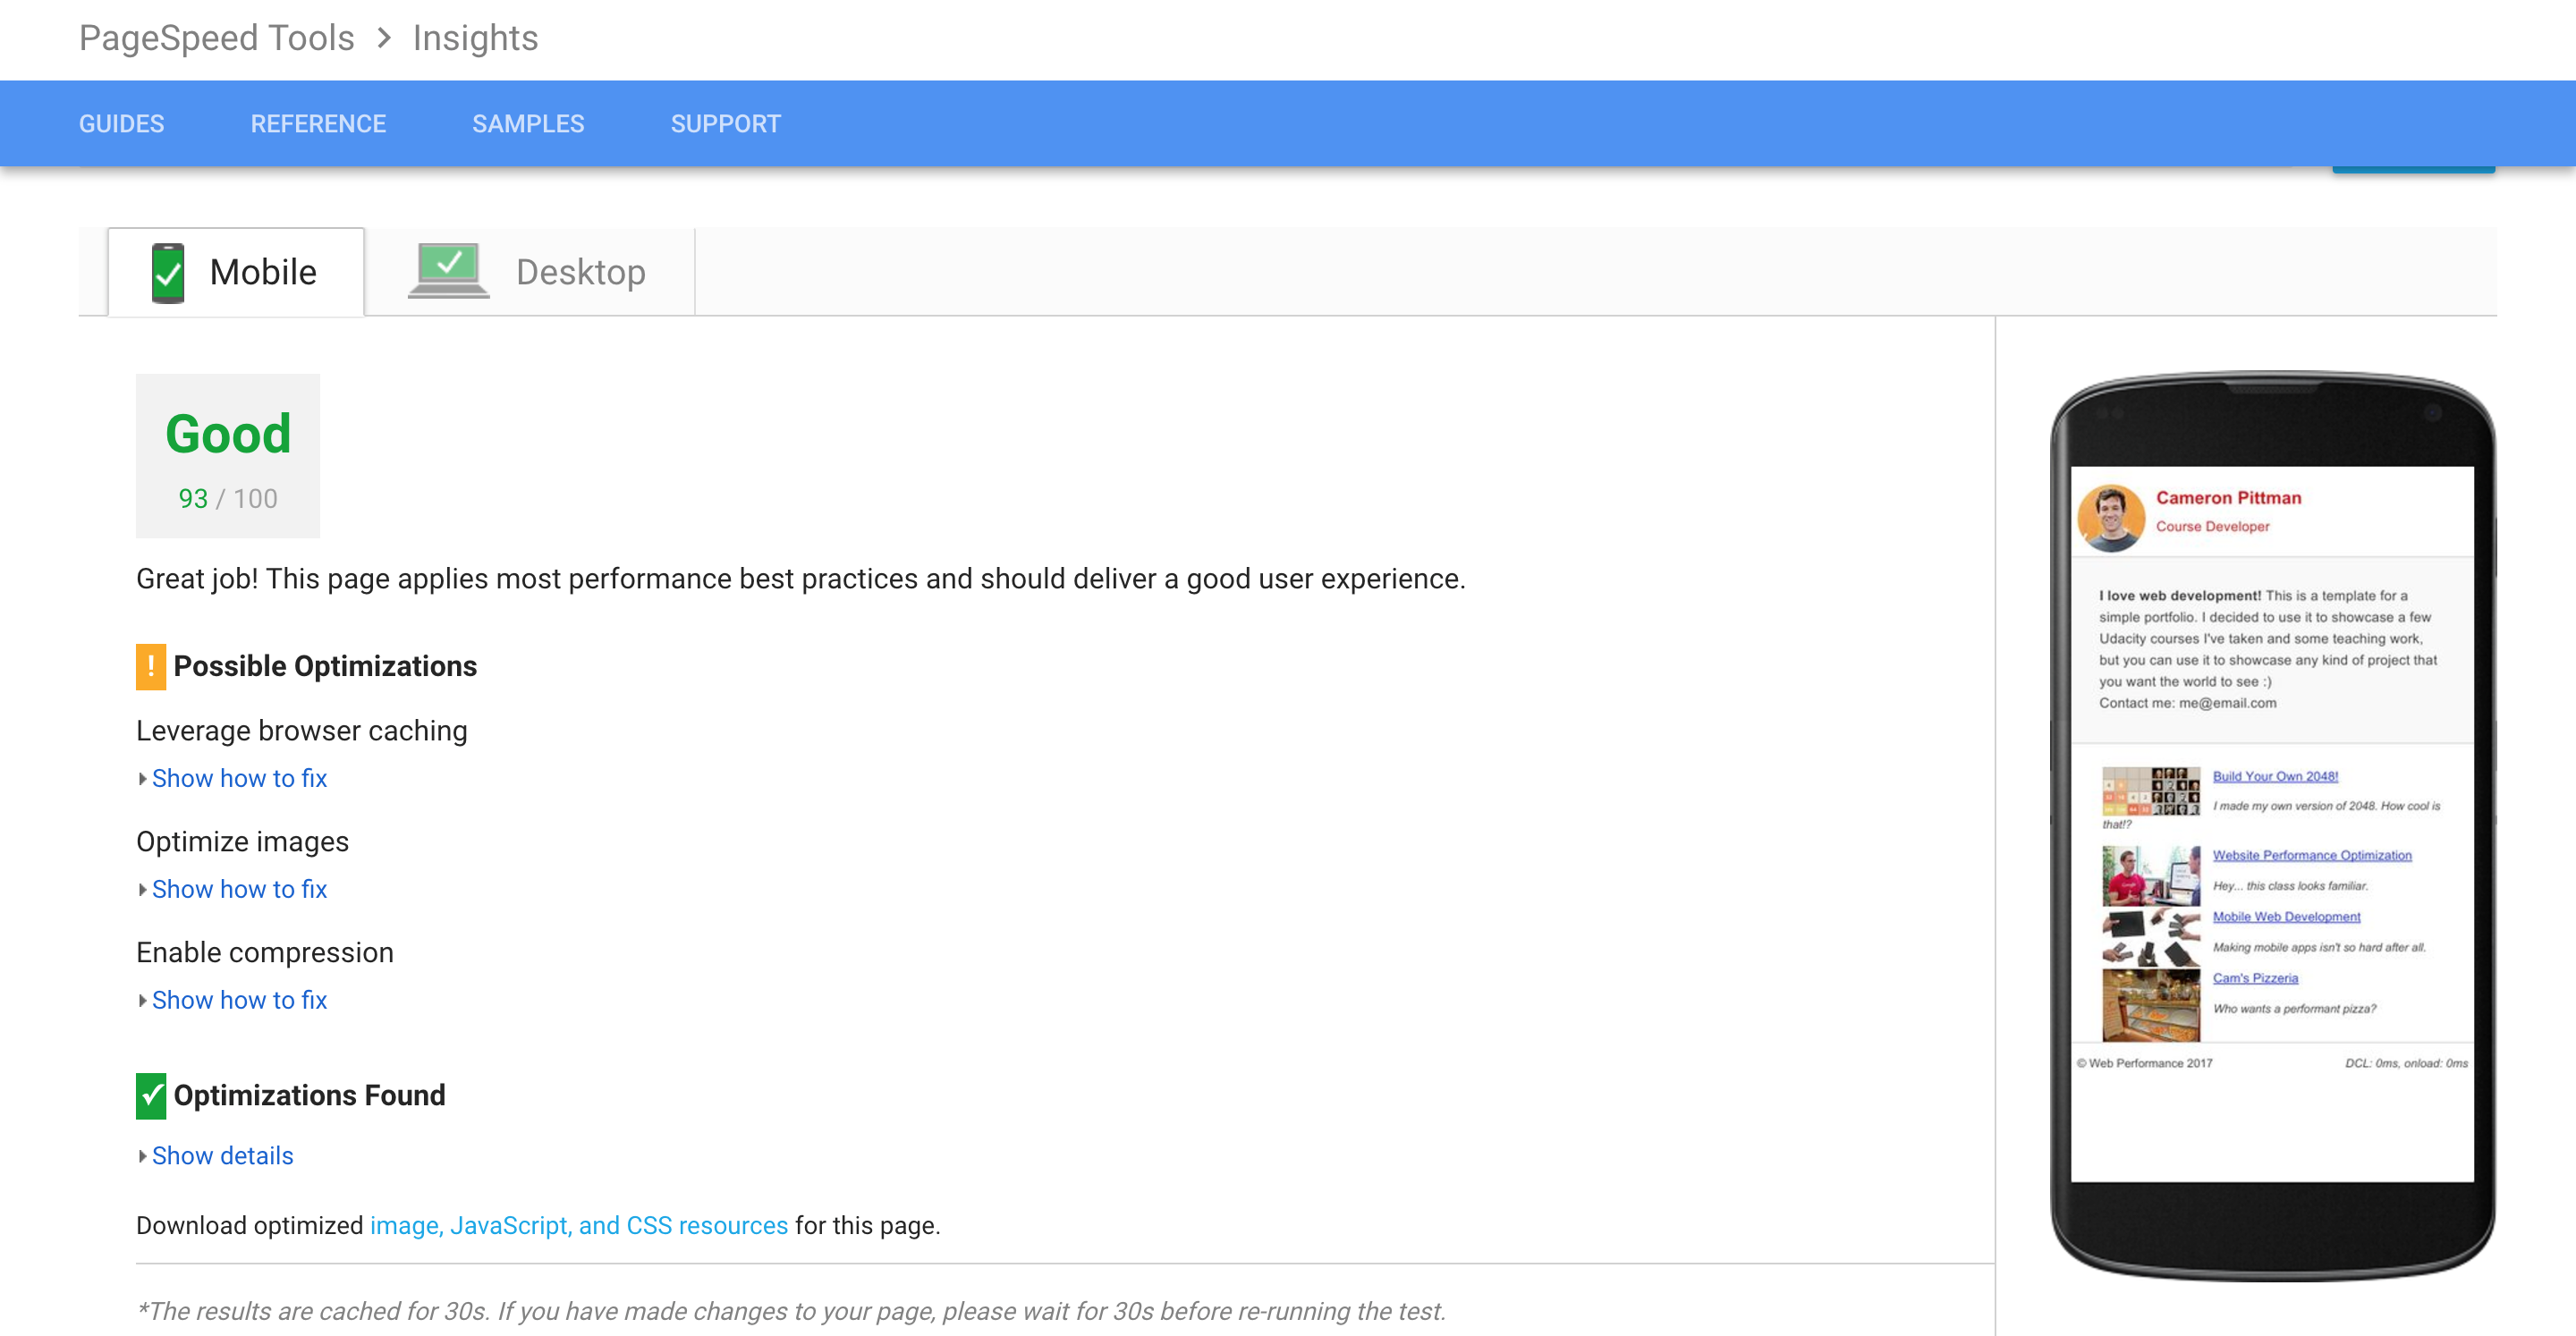 PageSpeed Tools > Insights
GUIDES REFERENCE SAMPLES SUPPORT
Mobile Desktop
Good
93 / 100
Great job! This page applies most performance best practices and should deliver a good user experience.
! Possible Optimizations
Leverage browser caching
Show how to fix
Optimize images
Show how to fix
Enable compression
Show how to fix
Optimizations Found
Show details
Download optimized image, JavaScript, and CSS resources for this page.
*The results are cached for 30s. If you have made changes to your page, please wait for 30s before re-running the test.
Cameron Pittman
Course Developer
I love web development! This is a template for a
simple portfolio. I decided to use it to showcase a few
Udacity courses I've taken and some teaching work,
but you can use it to showcase any kind of project that
you want the world to see :)
Contact me: me@email.com
Build Your Own 2048!
I made my own version of 2048. How cool is
that!?
Website Performance Optimization
Hey... this class looks familiar.
Mobile Web Development
Making mobile apps isn't so hard after all.
Cam's Pizzeria
Who wants a performant pizza?
© Web Performance 2017 DCL: 0ms, onload: 0ms